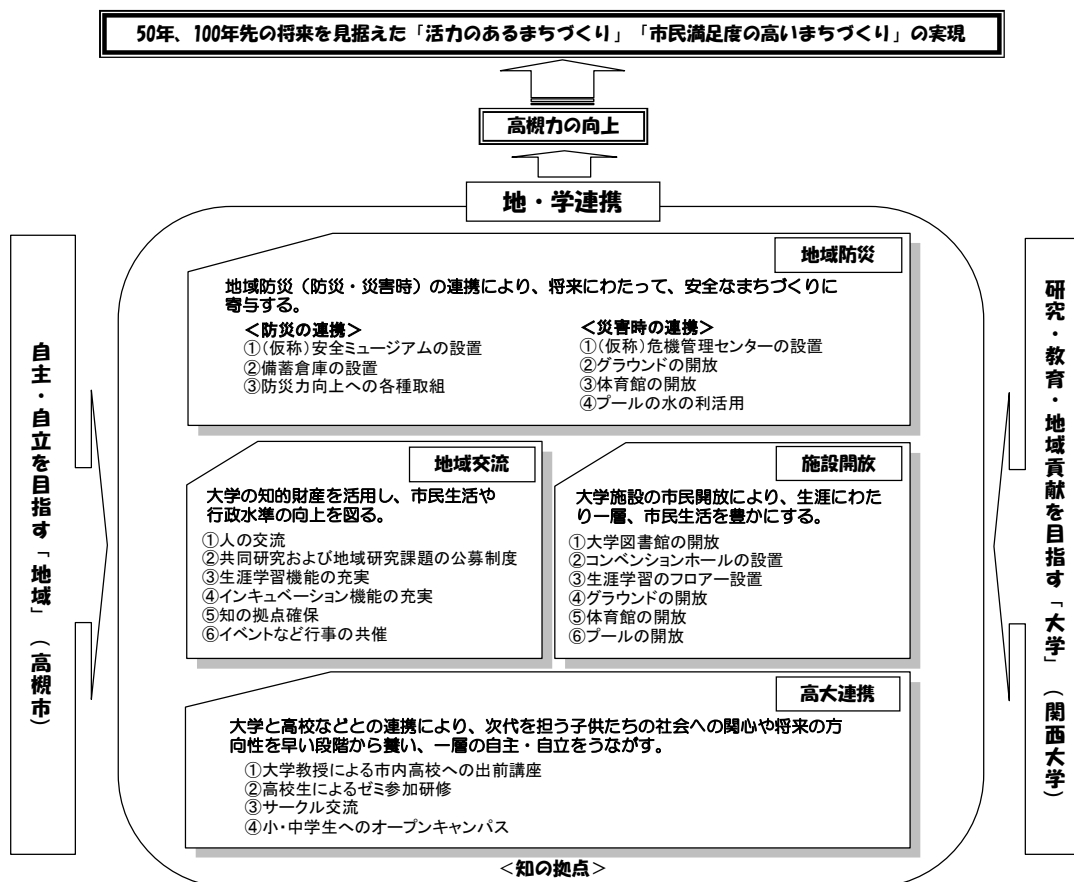 50年、100年先の将来を見据えた「活力のあるまちづくり」「市民満足度の高いまちづくり」の実現
高槻力の向上
地・学連携
自主・自立を目指す「地域」（高槻市）
地域防災
地域防災（防災・災害時）の連携により、将来にわたって、安全なまちづくりに
寄与する。
＜防災の連携＞
①(仮称)安全ミュージアムの設置
②備蓄倉庫の設置
③防災力向上への各種取組
＜災害時の連携＞
①(仮称)危機管理センターの設置
②グラウンドの開放
③体育館の開放
④プールの水の利活用
地域交流
大学の知的財産を活用し、市民生活や
行政水準の向上を図る。
①人の交流
②共同研究および地域研究課題の公募制度
③生涯学習機能の充実
④インキュベーション機能の充実
⑤知の拠点確保
⑥イベントなど行事の共催
施設開放
大学施設の市民開放により、生涯にわた
り一層、市民生活を豊かにする。
①大学図書館の開放
②コンベンションホールの設置
③生涯学習のフロアー設置
④グラウンドの開放
⑤体育館の開放
⑥プールの開放
高大連携
大学と高校などとの連携により、次代を担う子供たちの社会への関心や将来の方
向性を早い段階から養い、一層の自主・自立をうながす。
①大学教授による市内高校への出前講座
②高校生によるゼミ参加研修
③サークル交流
④小・中学生へのオープンキャンパス
＜知の拠点＞
研究・教育・地域貢献を目指す「大学」（関西大学）